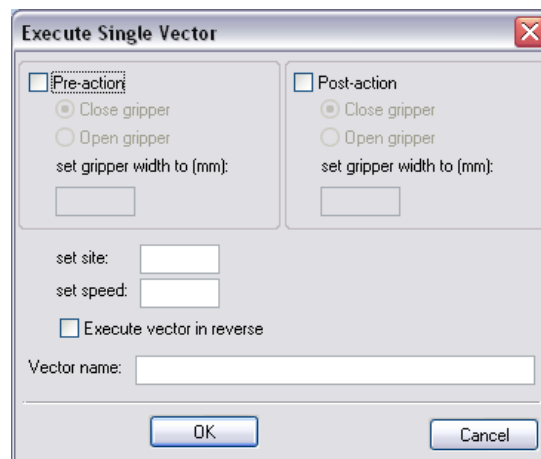 Execute Single Vector
Pre-action
Close gripper
Open gripper
set gripper width to (mm):
Post-action
Close gripper
Open gripper
set gripper width to (mm):
set site:
set speed:
Execute vector in reverse
Vector name:
OK
Cancel